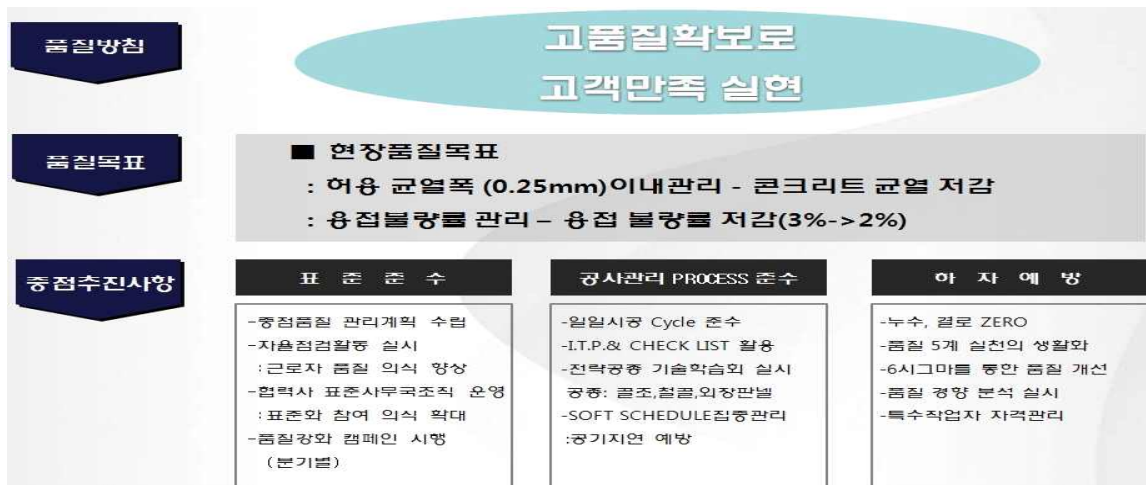 품질방침
고품질확보로
고객만족 실현
품질목표
■ 현장품질목표
: 허용 균열폭 (0.25mm)이내관리 - 콘크리트 균열 저감
: 용접불량률 관리 – 용접 불량률 저감(3%->2%)
중점추진사항
표 준 준 수
-중점품질 관리계획 수립
-자율점검활동 실시
:근로자 품질 의식 향상
-협력사 표준사무국조직 운영
:표준화 참여 의식 확대
-품질강화 캠페인 시행
(분기별)
공사관리 PROCESS 준수
-일일시공 Cycle 준수
-I.T.P.& CHECK LIST 활용
-전략공종 기술학습회 실시
공종: 골조,철골,외장판넬
-SOFT SCHEDULE집중관리
:공기지연 예방
하 자 예 방
-누수, 결로 ZERO
-품질 5계 실천의 생활화
-6시그마를 통한 품질 개선
-품질 경향 분석 실시
-특수작업자 자격관리